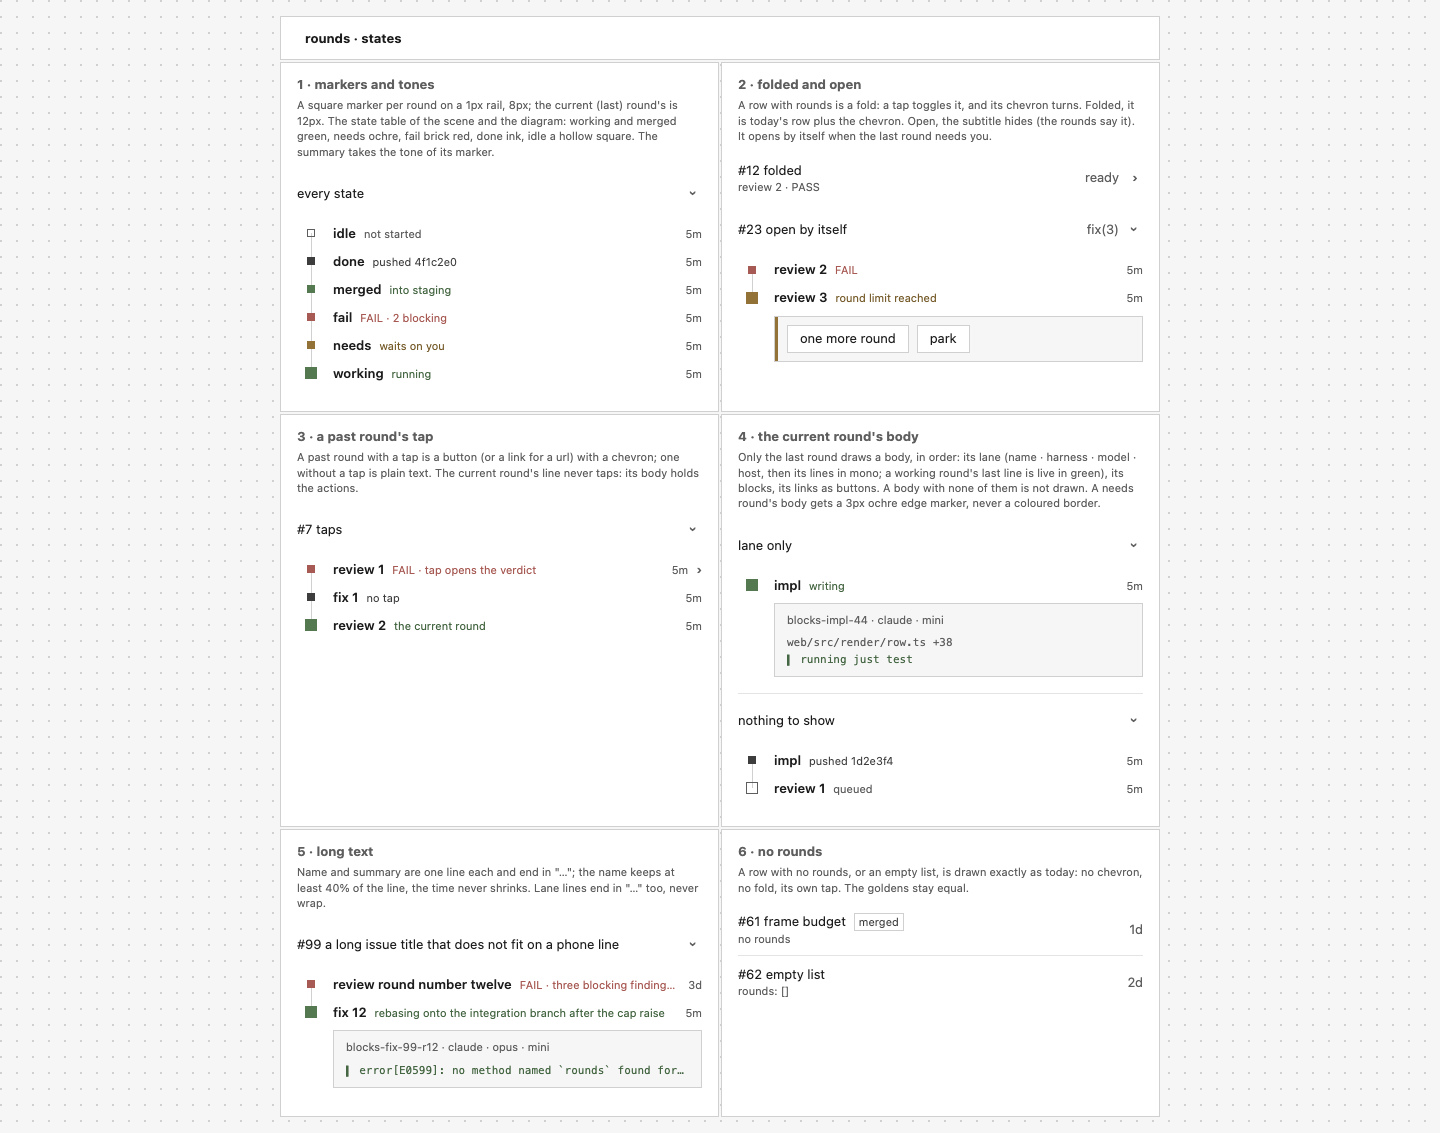 rounds · states
1 · markers and tones
A square marker per round on a 1px rail, 8px; the current (last) round's is
12px. The state table of the scene and the diagram: working and merged
green, needs ochre, fail brick red, done ink, idle a hollow square. The
summary takes the tone of its marker.
every state
idle not started 5m
done pushed 4f1c2e0 5m
merged into staging 5m
fail FAIL · 2 blocking 5m
needs waits on you 5m
working running 5m
2 · folded and open
A row with rounds is a fold: a tap toggles it, and its chevron turns. Folded, it
is today's row plus the chevron. Open, the subtitle hides (the rounds say it).
It opens by itself when the last round needs you.
#12 folded ready
review 2 · PASS
#23 open by itself fix(3)
review 2 FAIL 5m
review 3 round limit reached 5m
one more round park
3 · a past round's tap
A past round with a tap is a button (or a link for a url) with a chevron; one
without a tap is plain text. The current round's line never taps: its body holds
the actions.
#7 taps
review 1 FAIL · tap opens the verdict 5m
fix 1 no tap 5m
review 2 the current round 5m
4 · the current round's body
Only the last round draws a body, in order: its lane (name · harness · model ·
host, then its lines in mono; a working round's last line is live in green), its
blocks, its links as buttons. A body with none of them is not drawn. A needs
round's body gets a 3px ochre edge marker, never a coloured border.
lane only
impl writing 5m
blocks-impl-44 · claude · mini
web/src/render/row.ts +38
running just test
nothing to show
impl pushed 1d2e3f4 5m
review 1 queued 5m
5 · long text
Name and summary are one line each and end in "…"; the name keeps at
least 40% of the line, the time never shrinks. Lane lines end in "…" too, never
wrap.
#99 a long issue title that does not fit on a phone line
review round number twelve FAIL · three blocking finding… 3d
fix 12 rebasing onto the integration branch after the cap raise 5m
blocks-fix-99-r12 · claude · opus · mini
error[E0599]: no method named `rounds` found for…
6 · no rounds
A row with no rounds, or an empty list, is drawn exactly as today: no chevron,
no fold, its own tap. The goldens stay equal.
#61 frame budget merged 1d
no rounds
#62 empty list 2d
rounds: []